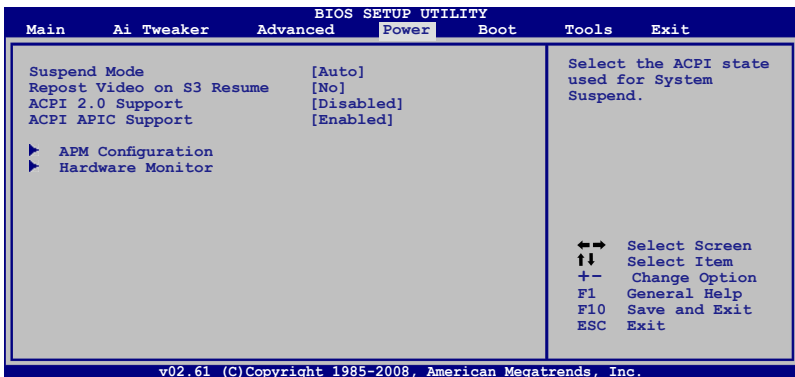 BIOS SETUP UTILITY
Main Ai Tweaker Advanced Power Boot Tools Exit
Suspend Mode [Auto]
Repost Video on S3 Resume [No]
ACPI 2.0 Support [Disabled]
ACPI APIC Support [Enabled]
APM Configuration
Hardware Monitor
Select the ACPI state
used for System
Suspend.
←→ Select Screen
↑↓ Select Item
+- Change Option
F1 General Help
F10 Save and Exit
ESC Exit
v02.61 (C)Copyright 1985-2008, American Megatrends, Inc.